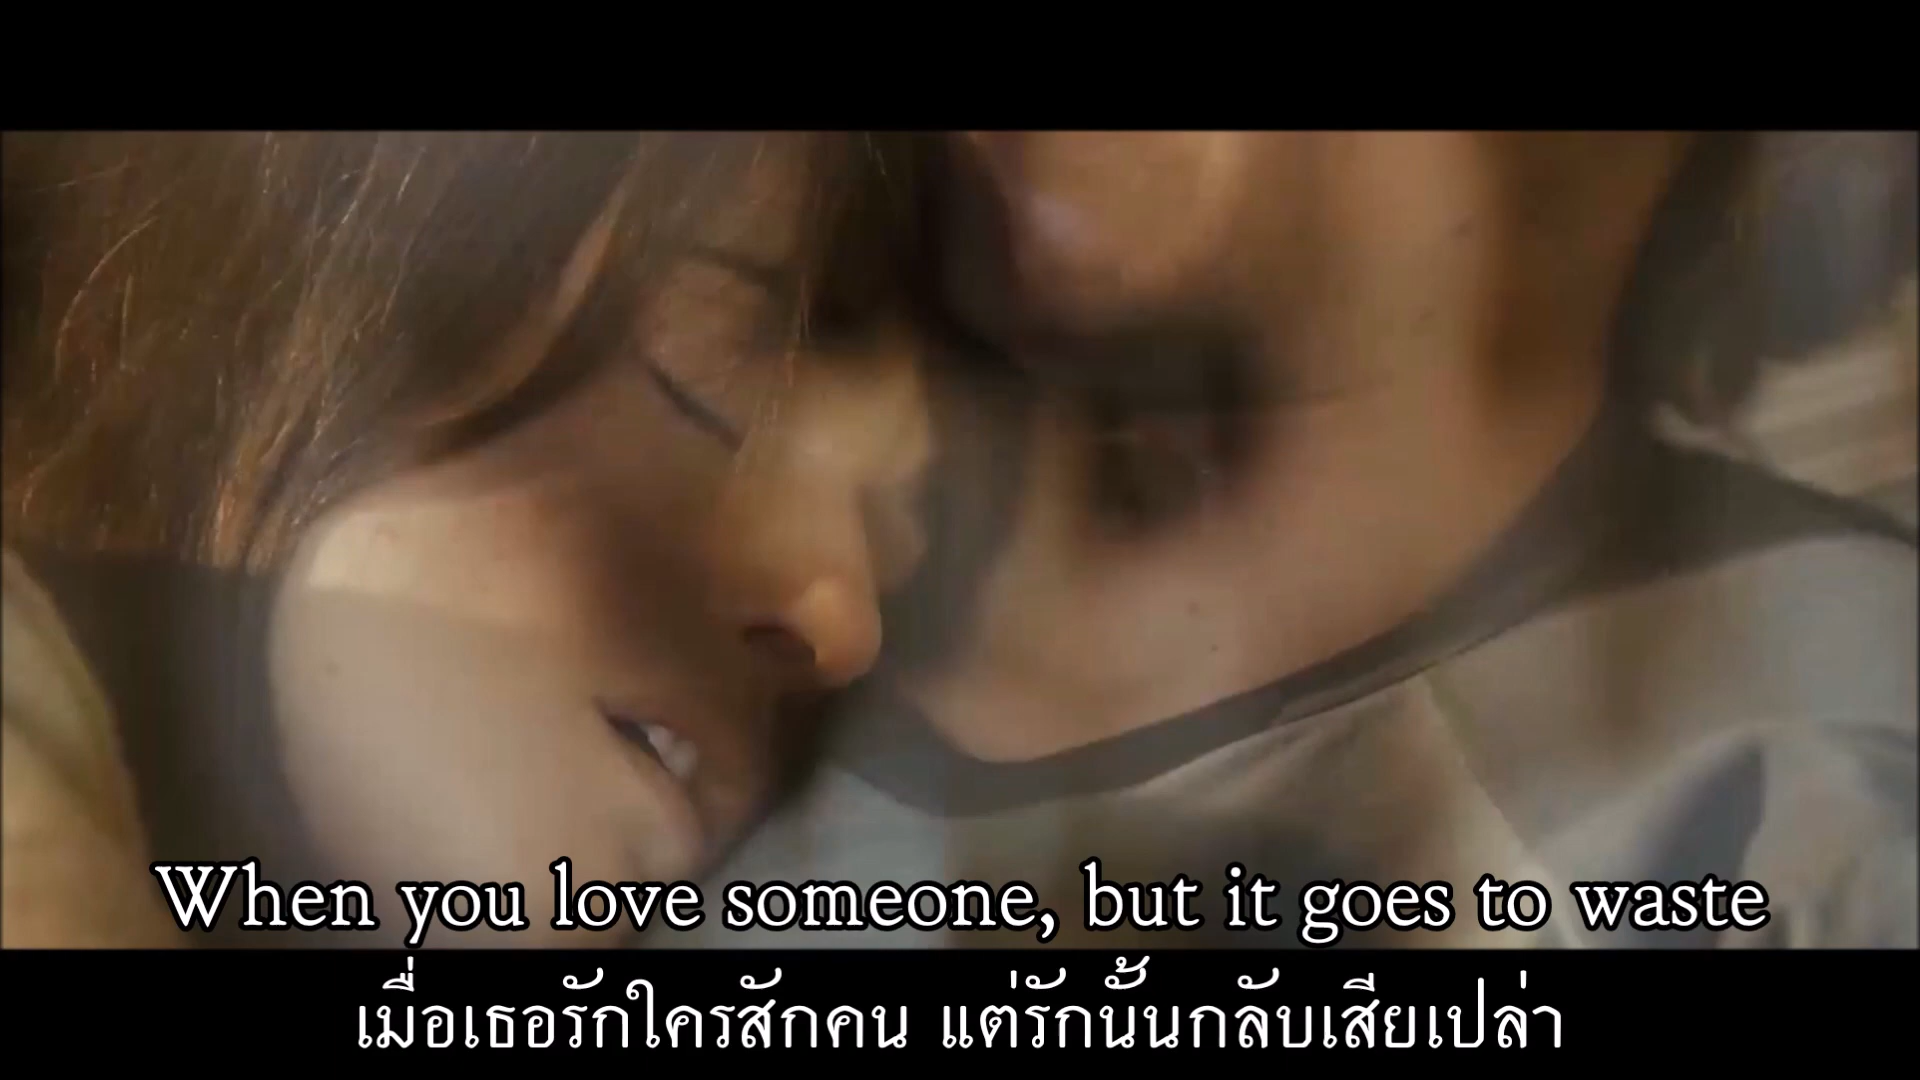 When you love someone, but it goes to waste
เมื่อเธอรักใครสักคน แต่รักนั้นกลับเสียเปล่า